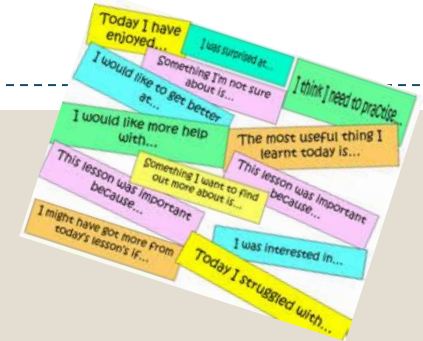 Today I have
enjoyed...
I was surprised at...
Something I'm not sure
about is...
I think I need to practise...
I would like to get better
at...
I would like more help
with...
The most useful thing I
learnt today is...
This lesson was important
because...
Something I want to find
out more about is...
This lesson was important
because...
I might have got more from
today's lesson's if...
I was interested in...
Today I struggled with...